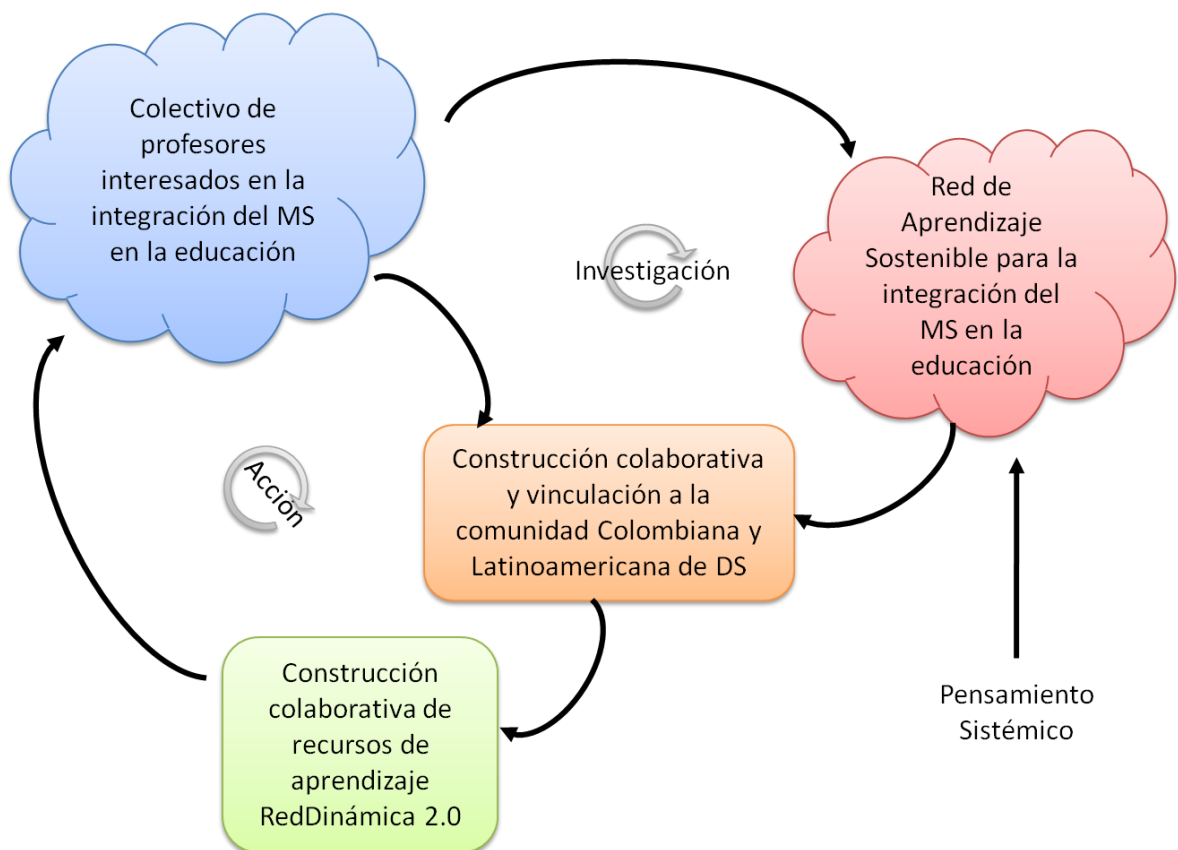 Colectivo de
profesores
interesados en la
integración del MS
en la educación
Red de
Aprendizaje
Sostenible para la
integración del
MS en la
educación
Investigación
Acción
Construcción colaborativa
y vinculación a la
comunidad Colombiana y
Latinoamericana de DS
Construcción
colaborativa de
recursos de
aprendizaje
RedDinámica 2.0
Pensamiento
Sistémico